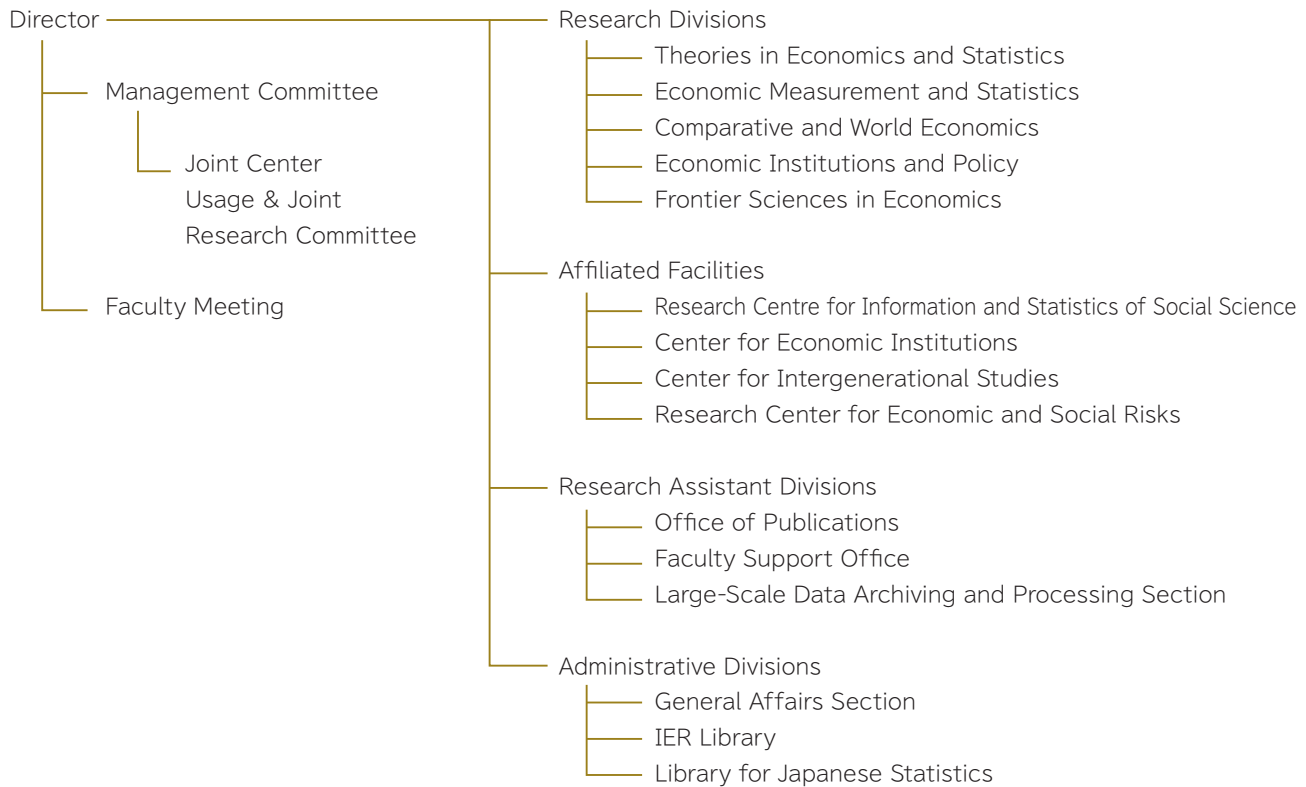 Director
Management Committee
Joint Center
Usage & Joint
Research Committee
Faculty Meeting
Research Divisions
Theories in Economics and Statistics
Economic Measurement and Statistics
Comparative and World Economics
Economic Institutions and Policy
Frontier Sciences in Economics
Affiliated Facilities
Research Centre for Information and Statistics of Social Science
Center for Economic Institutions
Center for Intergenerational Studies
Research Center for Economic and Social Risks
Research Assistant Divisions
Office of Publications
Faculty Support Office
Large-Scale Data Archiving and Processing Section
Administrative Divisions
General Affairs Section
IER Library
Library for Japanese Statistics